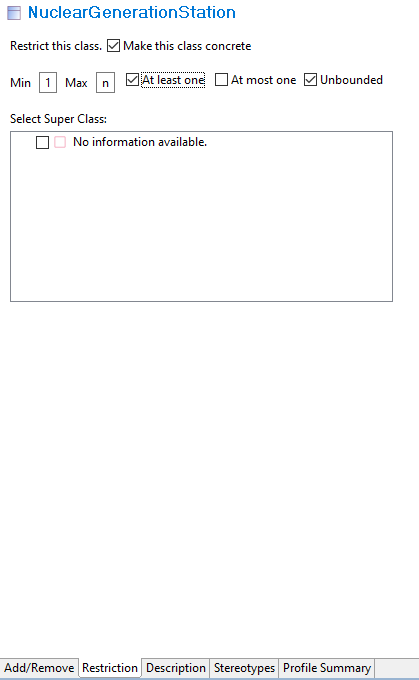 NuclearGenerationStation
Restrict this class. Make this class concrete
Min 1 Max n At least one At most one Unbounded
Select Super Class:
No information available.
Add/Remove Restriction Description Stereotypes Profile Summary